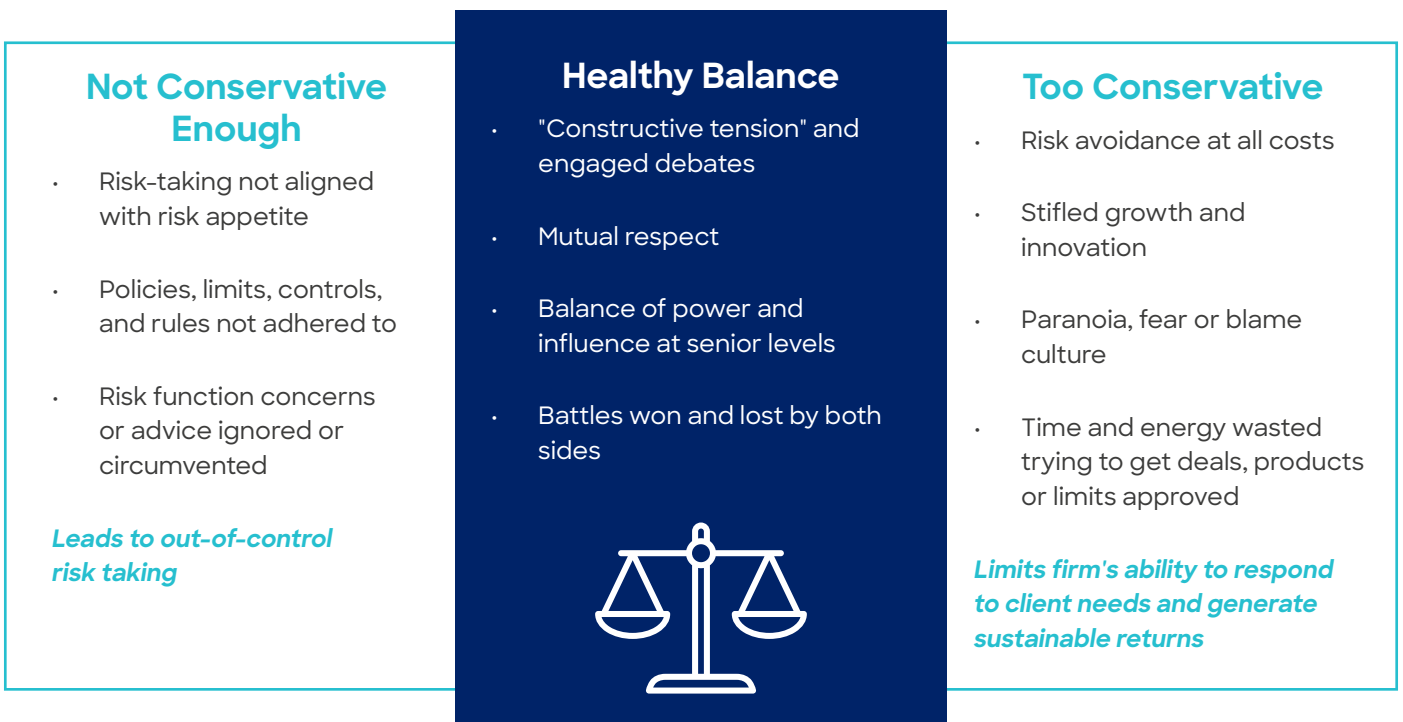 Not Conservative
Enough
· Risk-taking not aligned
with risk appetite
· Policies, limits, controls,
and rules not adhered to
· Risk function concerns
or advice ignored or
circumvented
Leads to out-of-control
risk taking
Healthy Balance
· "Constructive tension" and
engaged debates
· Mutual respect
· Balance of power and
influence at senior levels
· Battles won and lost by both
sides
Too Conservative
· Risk avoidance at all costs
· Stifled growth and
innovation
· Paranoia, fear or blame
culture
· Time and energy wasted
trying to get deals, products
or limits approved
Limits firm's ability to respond
to client needs and generate
sustainable returns